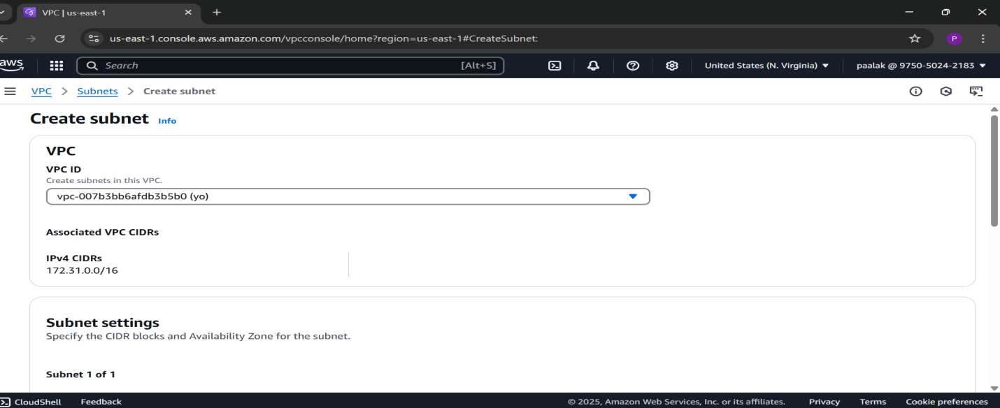 VPC | us-east-1
us-east-1.console.aws.amazon.com/vpcconsole/home?region=us-east-1#CreateSubnet:
P
aws
Search [Alt+S]
United States (N. Virginia)
paalak @ 9750-5024-2183
VPC > Subnets > Create subnet
Create subnet Info
VPC
VPC ID
Create subnets in this VPC.
vpc-007b3bb6afdb3b5b0 (yo)
Associated VPC CIDRs
IPv4 CIDRs
172.31.0.0/16
Subnet settings
Specify the CIDR blocks and Availability Zone for the subnet.
Subnet 1 of 1
CloudShell Feedback © 2025, Amazon Web Services, Inc. or its affiliates. Privacy Terms Cookie preferences